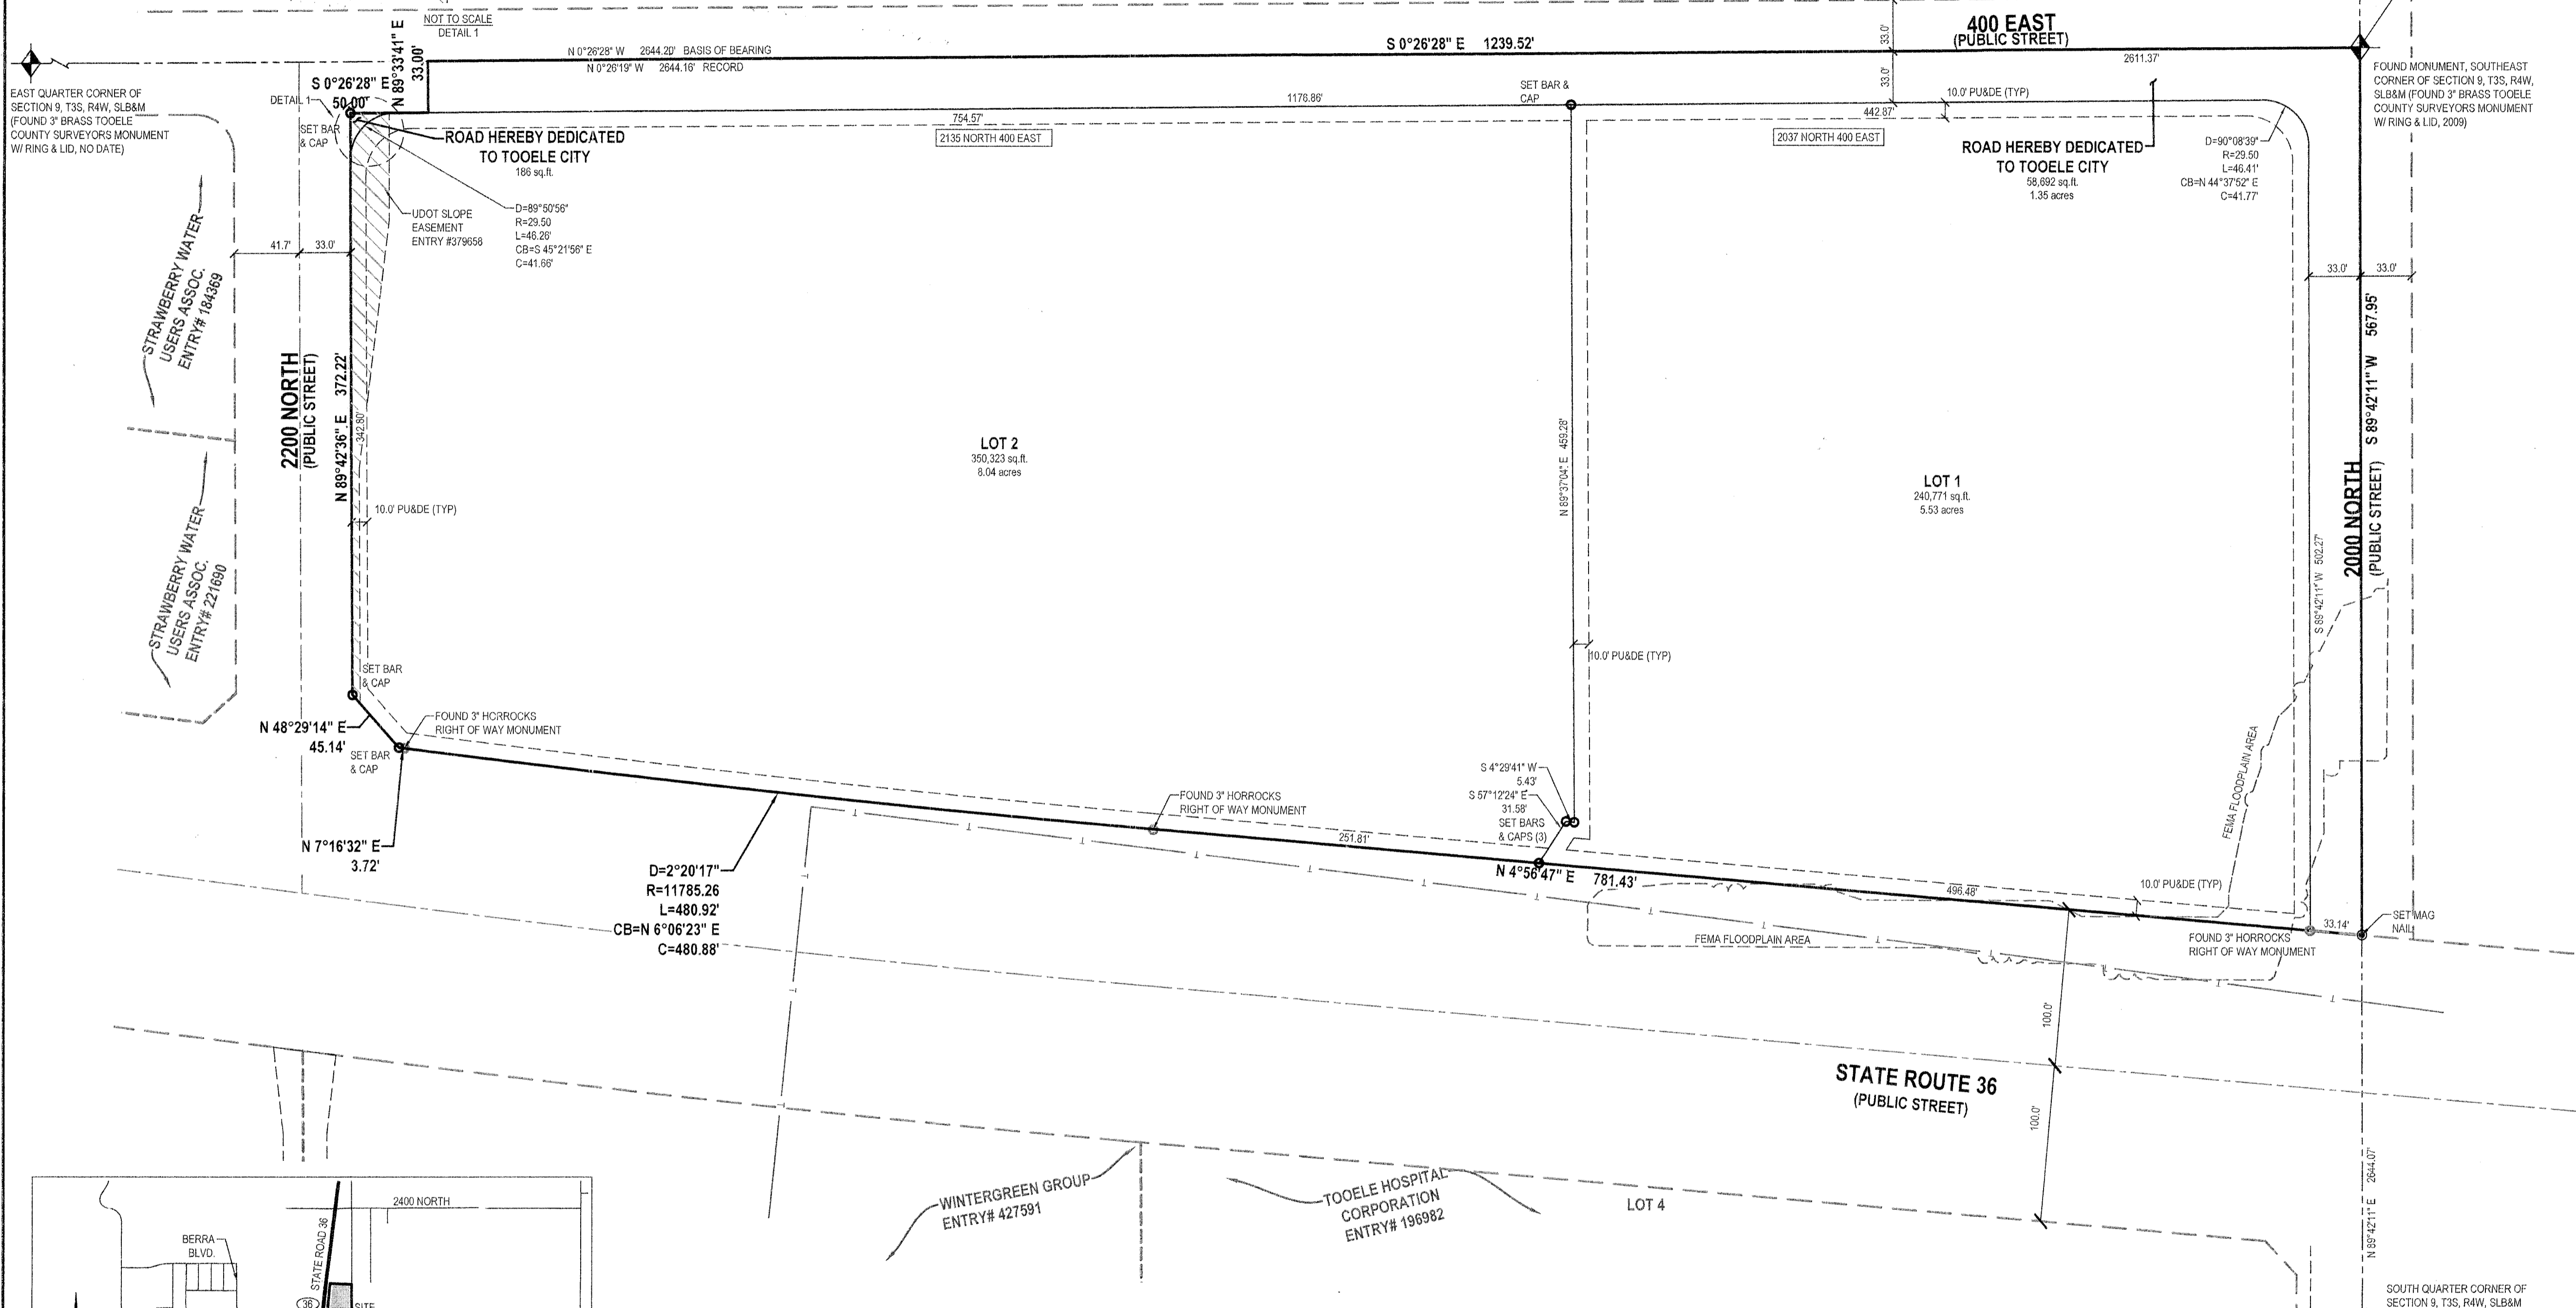 NOT TO SCALE
DETAIL 1
N 89°33'41" E
33.00'
N 0°26'28" W 2644.20' BASIS OF BEARING
N 0°26'19" W 2644.16' RECORD
S 0°26'28" E 1239.52'
33.0'
33.0'
400 EAST
(PUBLIC STREET)
2611.37'
EAST QUARTER CORNER OF
SECTION 9, T3S, R4W, SLB&M
(FOUND 3" BRASS TOOELE
COUNTY SURVEYORS MONUMENT
W/ RING & LID, NO DATE)
FOUND MONUMENT, SOUTHEAST
CORNER OF SECTION 9, T3S, R4W,
SLB&M (FOUND 3" BRASS TOOELE
COUNTY SURVEYORS MONUMENT
W/ RING & LID, 2009)
S 0°26'28" E
50.00'
DETAIL 1
SET BAR
& CAP
ROAD HEREBY DEDICATED
TO TOOELE CITY
186 sq.ft.
754.57'
2135 NORTH 400 EAST
1176.86'
SET BAR &
CAP
442.87'
2037 NORTH 400 EAST
10.0' PU&DE (TYP)
ROAD HEREBY DEDICATED
TO TOOELE CITY
58,692 sq.ft.
1.35 acres
D=90°08'39"
R=29.50
L=46.41'
CB=N 44°37'52" E
C=41.77'
UDOT SLOPE
EASEMENT
ENTRY #379658
D=89°50'56"
R=29.50
L=46.26'
CB=S 45°21'56" E
C=41.66'
41.7'
33.0'
33.0'
33.0'
STRAWBERRY WATER
USERS ASSOC.
ENTRY# 184369
2200 NORTH
(PUBLIC STREET)
N 89°42'36" E 372.22'
342.80'
10.0' PU&DE (TYP)
STRAWBERRY WATER
USERS ASSOC.
ENTRY# 221690
LOT 2
350,323 sq.ft.
8.04 acres
N 89°37'04" E 459.28'
LOT 1
240,771 sq.ft.
5.53 acres
S 89°42'11" W 567.95'
2000 NORTH
(PUBLIC STREET)
S 89°42'11" W 502.27'
10.0' PU&DE (TYP)
SET BAR
& CAP
N 48°29'14" E
45.14'
FOUND 3" HORROCKS
RIGHT OF WAY MONUMENT
SET BAR
& CAP
N 7°16'32" E
3.72'
FOUND 3" HORROCKS
RIGHT OF WAY MONUMENT
S 4°29'41" W
5.43'
S 57°12'24" E
31.58'
SET BARS
& CAPS (3)
251.81'
N 4°56'47" E 781.43'
496.48'
10.0' PU&DE (TYP)
FEMA FLOODPLAIN AREA
FEMA FLOODPLAIN AREA
33.14'
SET MAG
NAIL
FOUND 3" HORROCKS
RIGHT OF WAY MONUMENT
D=2°20'17"
R=11785.26
L=480.92'
CB=N 6°06'23" E
C=480.88'
100.0'
100.0'
STATE ROUTE 36
(PUBLIC STREET)
WINTERGREEN GROUP
ENTRY# 427591
TOOELE HOSPITAL
CORPORATION
ENTRY# 196982
LOT 4
N 89°42'11" E 2644.07'
2400 NORTH
BERRA
BLVD.
STATE ROAD 36
36
SITE
SOUTH QUARTER CORNER OF
SECTION 9, T3S, R4W, SLB&M